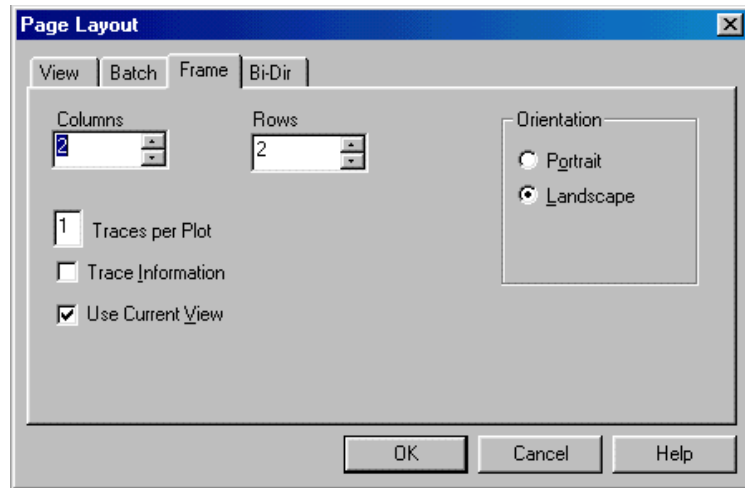 Page Layout
View Batch Frame Bi-Dir
Columns Rows Orientation
2 2
Portrait
Landscape
1 Traces per Plot
Trace Information
Use Current View
OK Cancel Help